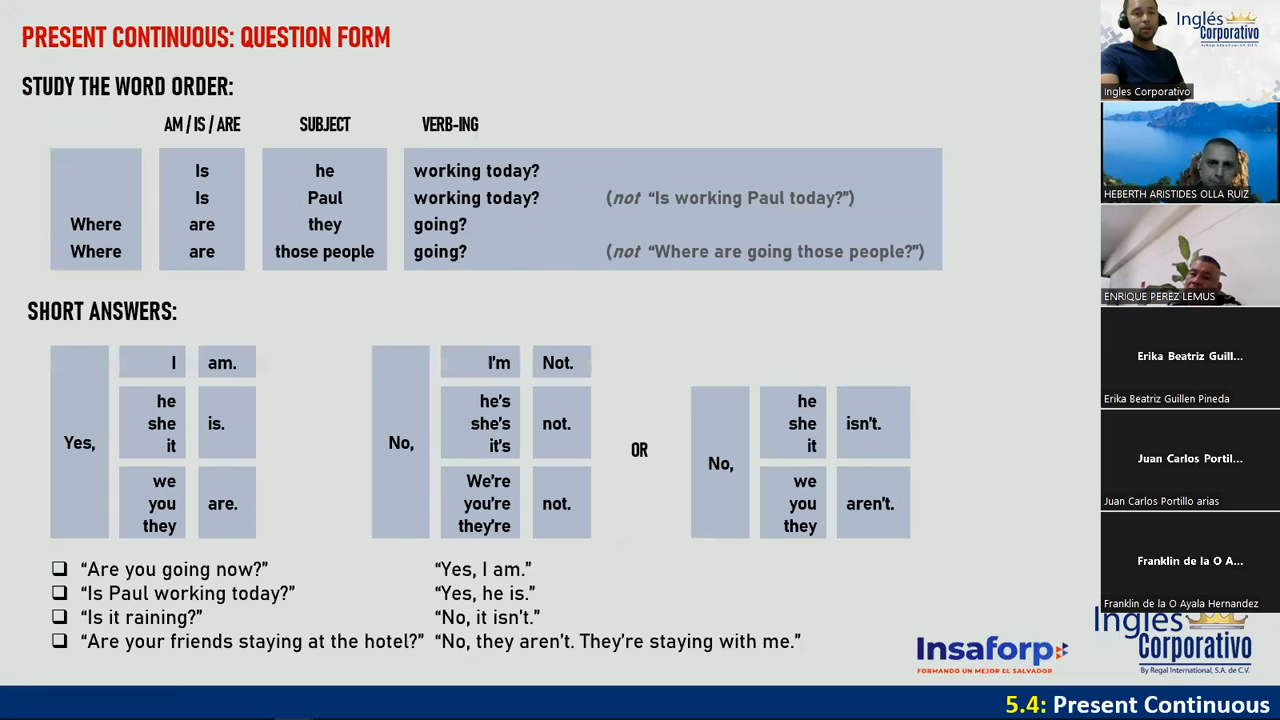 PRESENT CONTINUOUS: QUESTION FORM
STUDY THE WORD ORDER:
AM / IS / ARE SUBJECT VERB-ING
Is he working today?
Is Paul working today? (not “Is working Paul today?”)
Where are they going?
Where are those people going? (not “Where are going those people?”)
SHORT ANSWERS:
Yes,
I am.
he
she
it
is.
we
you
they
are.
No,
I’m Not.
he’s
she’s
it’s
not.
We’re
you’re
they’re
not.
OR
No,
he
she
it
isn’t.
we
you
they
aren’t.
“Are you going now?” “Yes, I am.”
“Is Paul working today?” “Yes, he is.”
“Is it raining?” “No, it isn’t.”
“Are your friends staying at the hotel?” “No, they aren’t. They’re staying with me.”
Insaforp
FORMANDO UN MEJOR EL SALVADOR
Inglés
Corporativo
By Regal International, S.A. de C.V.
5.4: Present Continuous
Inglés
Corporativo
By Regal International, S.A. de C.V.
Ingles Corporativo
HEBERTH ARISTIDES OLLA RUIZ
ENRIQUE PEREZ LEMUS
Erika Beatriz Guill...
Erika Beatriz Guillen Pineda
Juan Carlos Portil...
Juan Carlos Portillo arias
Franklin de la O A...
Franklin de la O Ayala Hernandez